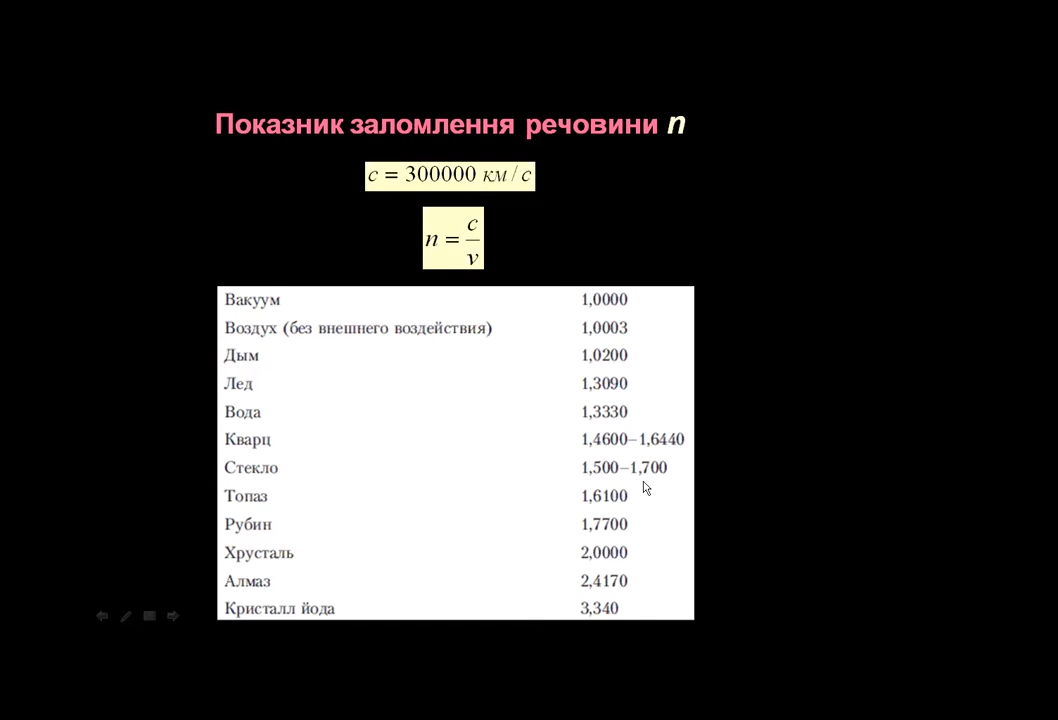 Показник заломлення речовини n
c = 300000 км / с
n = c / v
Вакуум 1,0000
Воздух (без внешнего воздействия) 1,0003
Дым 1,0200
Лед 1,3090
Вода 1,3330
Кварц 1,4600–1,6440
Стекло 1,500–1,700
Топаз 1,6100
Рубин 1,7700
Хрусталь 2,0000
Алмаз 2,4170
Кристалл йода 3,340